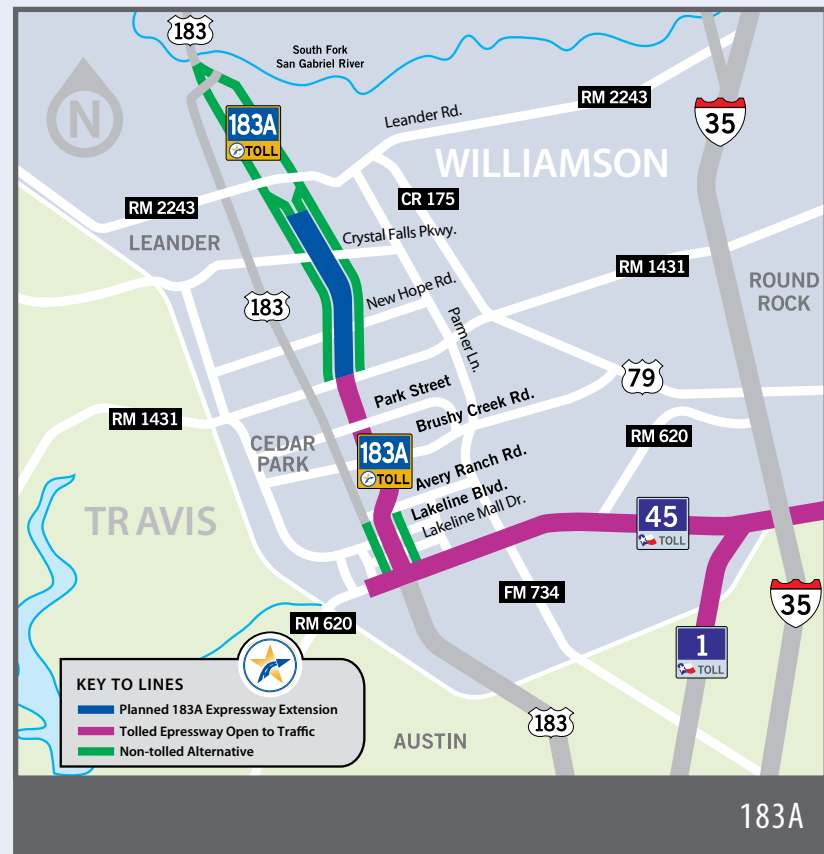 183
South Fork
San Gabriel River
N
183A
TOLL
Leander Rd.
RM 2243
35
WILLIAMSON
CR 175
RM 2243
LEANDER
Crystal Falls Pkwy.
RM 1431
ROUND
ROCK
183
New Hope Rd.
Parmer Ln.
79
Park Street
RM 1431
Brushy Creek Rd.
RM 620
CEDAR
PARK
183A
TOLL
Avery Ranch Rd.
Lakeline Blvd.
Lakeline Mall Dr.
45
TOLL
TRAVIS
FM 734
35
RM 620
1
TOLL
KEY TO LINES
Planned 183A Expressway Extension
Tolled Epressway Open to Traffic
Non-tolled Alternative
183
AUSTIN
183A